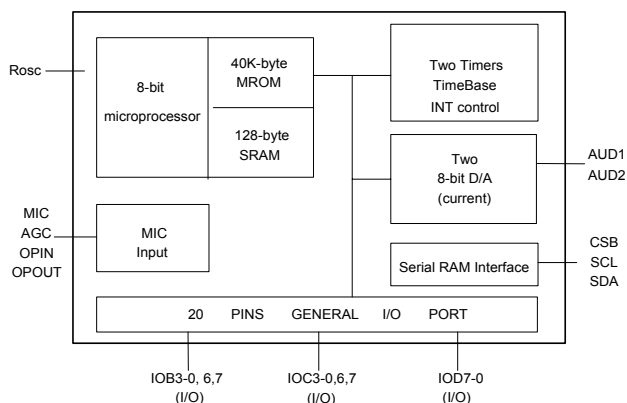 Rosc
8-bit
microprocessor
40K-byte
MROM
128-byte
SRAM
Two Timers
TimeBase
INT control
Two
8-bit D/A
(current)
AUD1
AUD2
MIC
AGC
OPIN
OPOUT
MIC
Input
Serial RAM Interface
CSB
SCL
SDA
20 PINS GENERAL I/O PORT
IOB3-0, 6,7
(I/O)
IOC3-0,6,7
(I/O)
IOD7-0
(I/O)